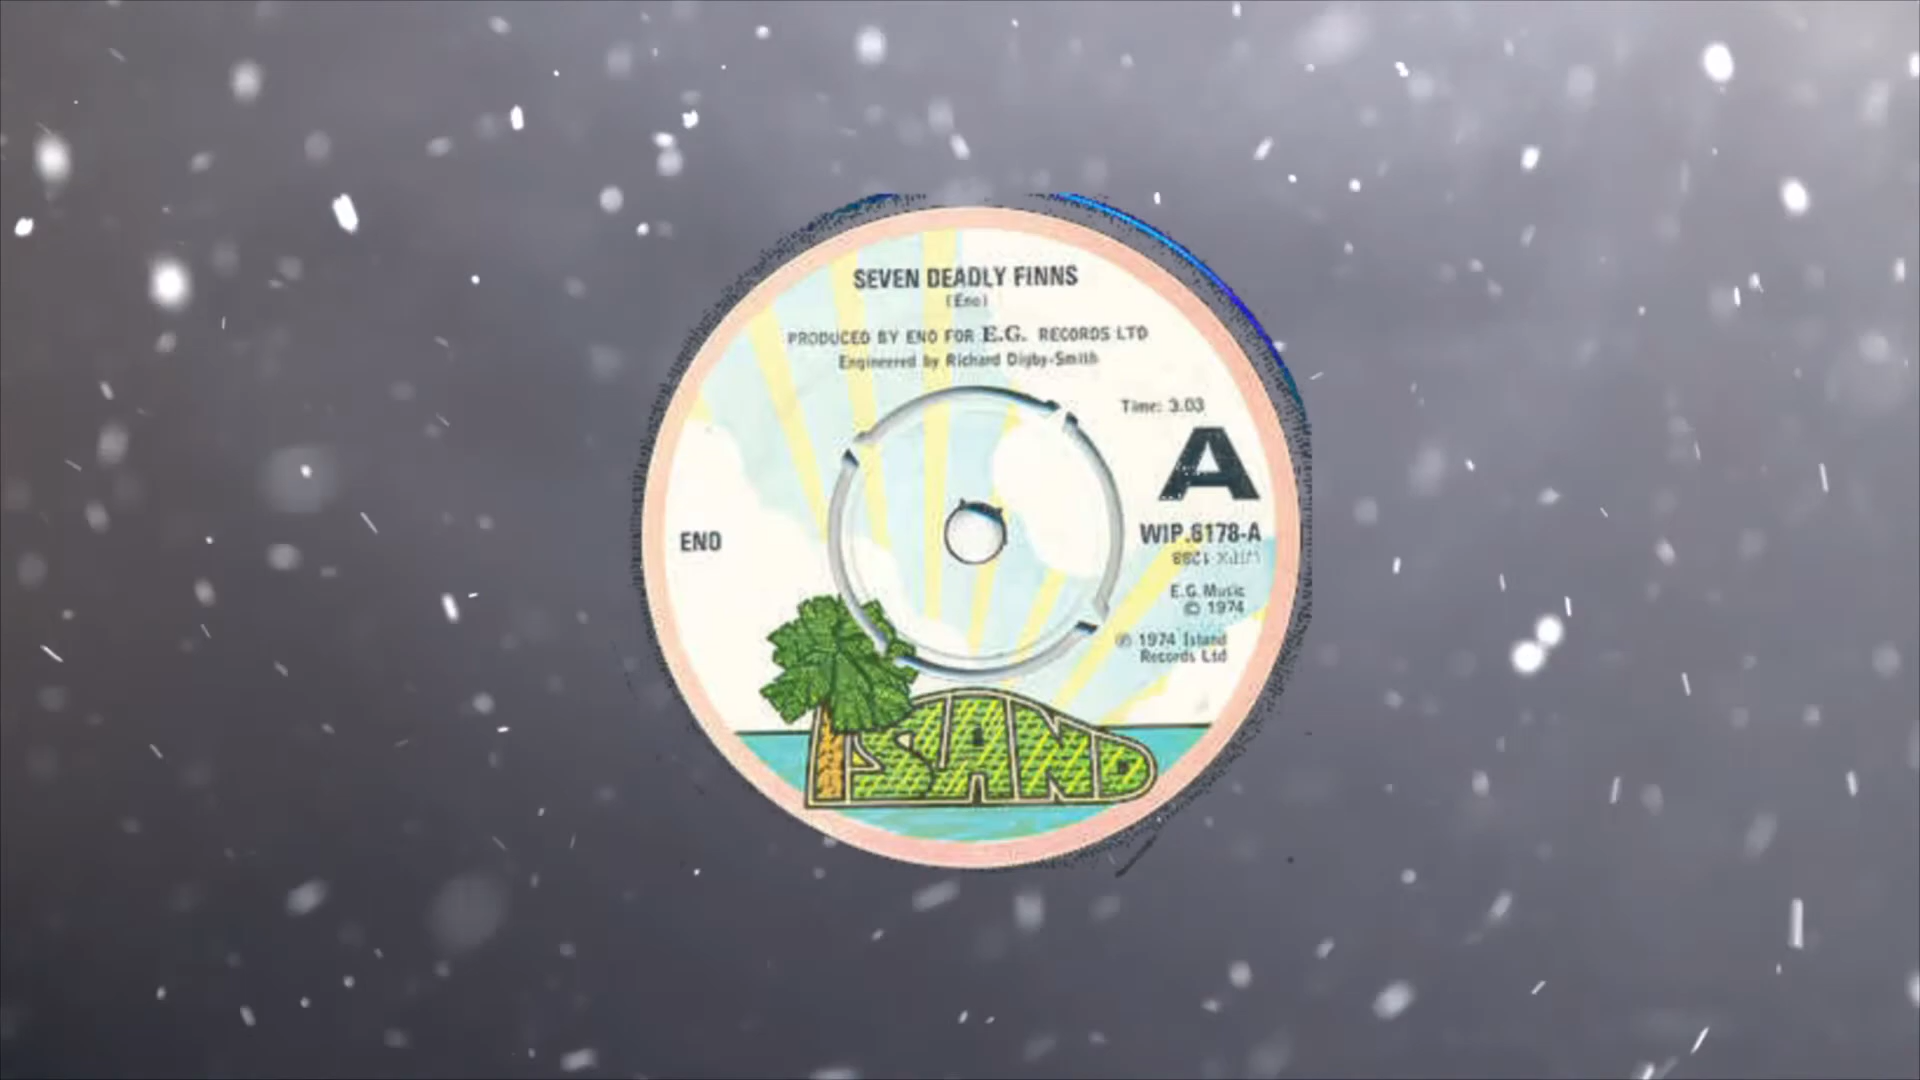 SEVEN DEADLY FINNS
(Eno)
PRODUCED BY ENO FOR E.G. RECORDS LTD
Engineered by Richard Digby-Smith
Time: 3.03
A
ENO
WIP.6178-A
E.G. Music
© 1974
℗ 1974 Island
Records Ltd
ISLAND